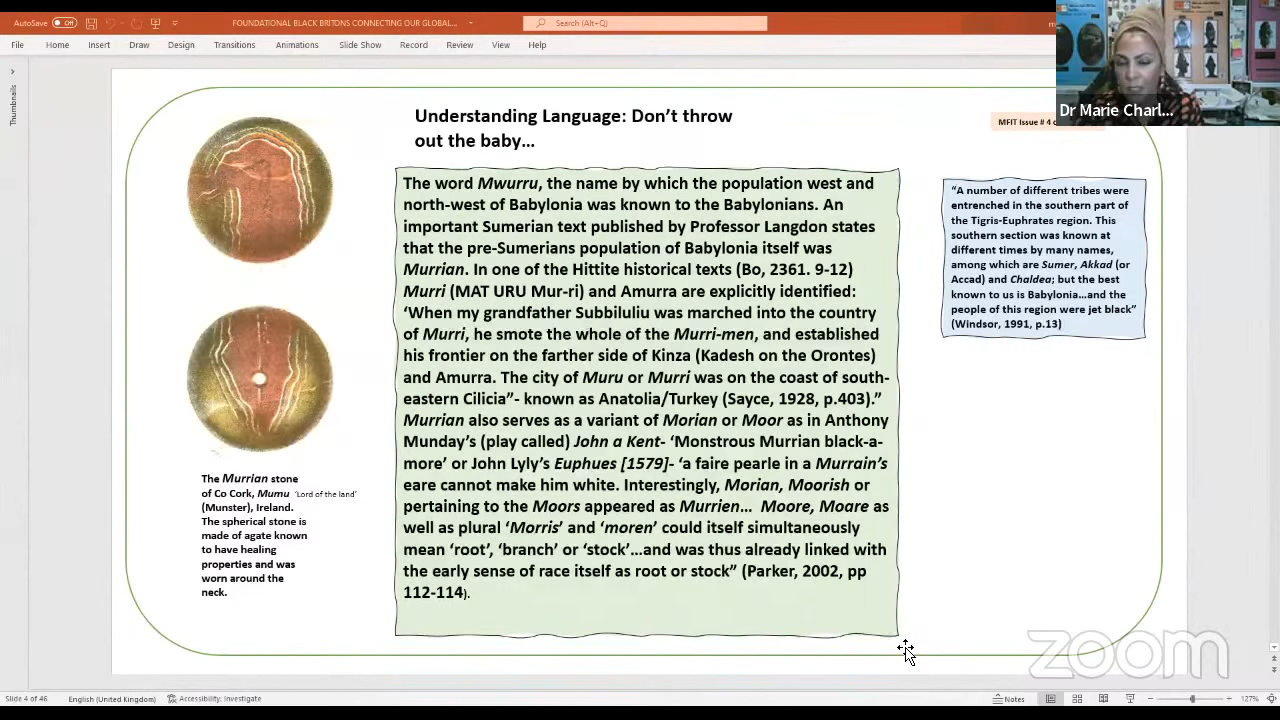 AutoSave Off
FOUNDATIONAL BLACK BRITONS CONNECTING OUR GLOBAL...
Search (Alt+Q)
File Home Insert Draw Design Transitions Animations Slide Show Record Review View Help
Dr Marie Charl...
Thumbnails
MFIT Issue # 4
Understanding Language: Don't throw
out the baby...
The word Mwurru, the name by which the population west and
north-west of Babylonia was known to the Babylonians. An
important Sumerian text published by Professor Langdon states
that the pre-Sumerians population of Babylonia itself was
Murrian. In one of the Hittite historical texts (Bo, 2361. 9-12)
Murri (MAT URU Mur-ri) and Amurra are explicitly identified:
'When my grandfather Subbiluliu was marched into the country
of Murri, he smote the whole of the Murri-men, and established
his frontier on the farther side of Kinza (Kadesh on the Orontes)
and Amurra. The city of Muru or Murri was on the coast of south-
eastern Cilicia"- known as Anatolia/Turkey (Sayce, 1928, p.403)."
Murrian also serves as a variant of Morian or Moor as in Anthony
Munday's (play called) John a Kent- 'Monstrous Murrian black-a-
more' or John Lyly's Euphues [1579]- 'a faire pearle in a Murrain's
eare cannot make him white. Interestingly, Morian, Moorish or
pertaining to the Moors appeared as Murrien... Moore, Moare as
well as plural 'Morris' and 'moren' could itself simultaneously
mean 'root', 'branch' or 'stock'...and was thus already linked with
the early sense of race itself as root or stock" (Parker, 2002, pp
112-114).
"A number of different tribes were
entrenched in the southern part of
the Tigris-Euphrates region. This
southern section was known at
different times by many names,
among which are Sumer, Akkad (or
Accad) and Chaldea; but the best
known to us is Babylonia...and the
people of this region were jet black"
(Windsor, 1991, p.13)
The Murrian stone
of Co Cork, Mumu 'Lord of the land'
(Munster), Ireland.
The spherical stone is
made of agate known
to have healing
properties and was
worn around the
neck.
zoom
Slide 4 of 46 English (United Kingdom) Accessibility: Investigate Notes 127%